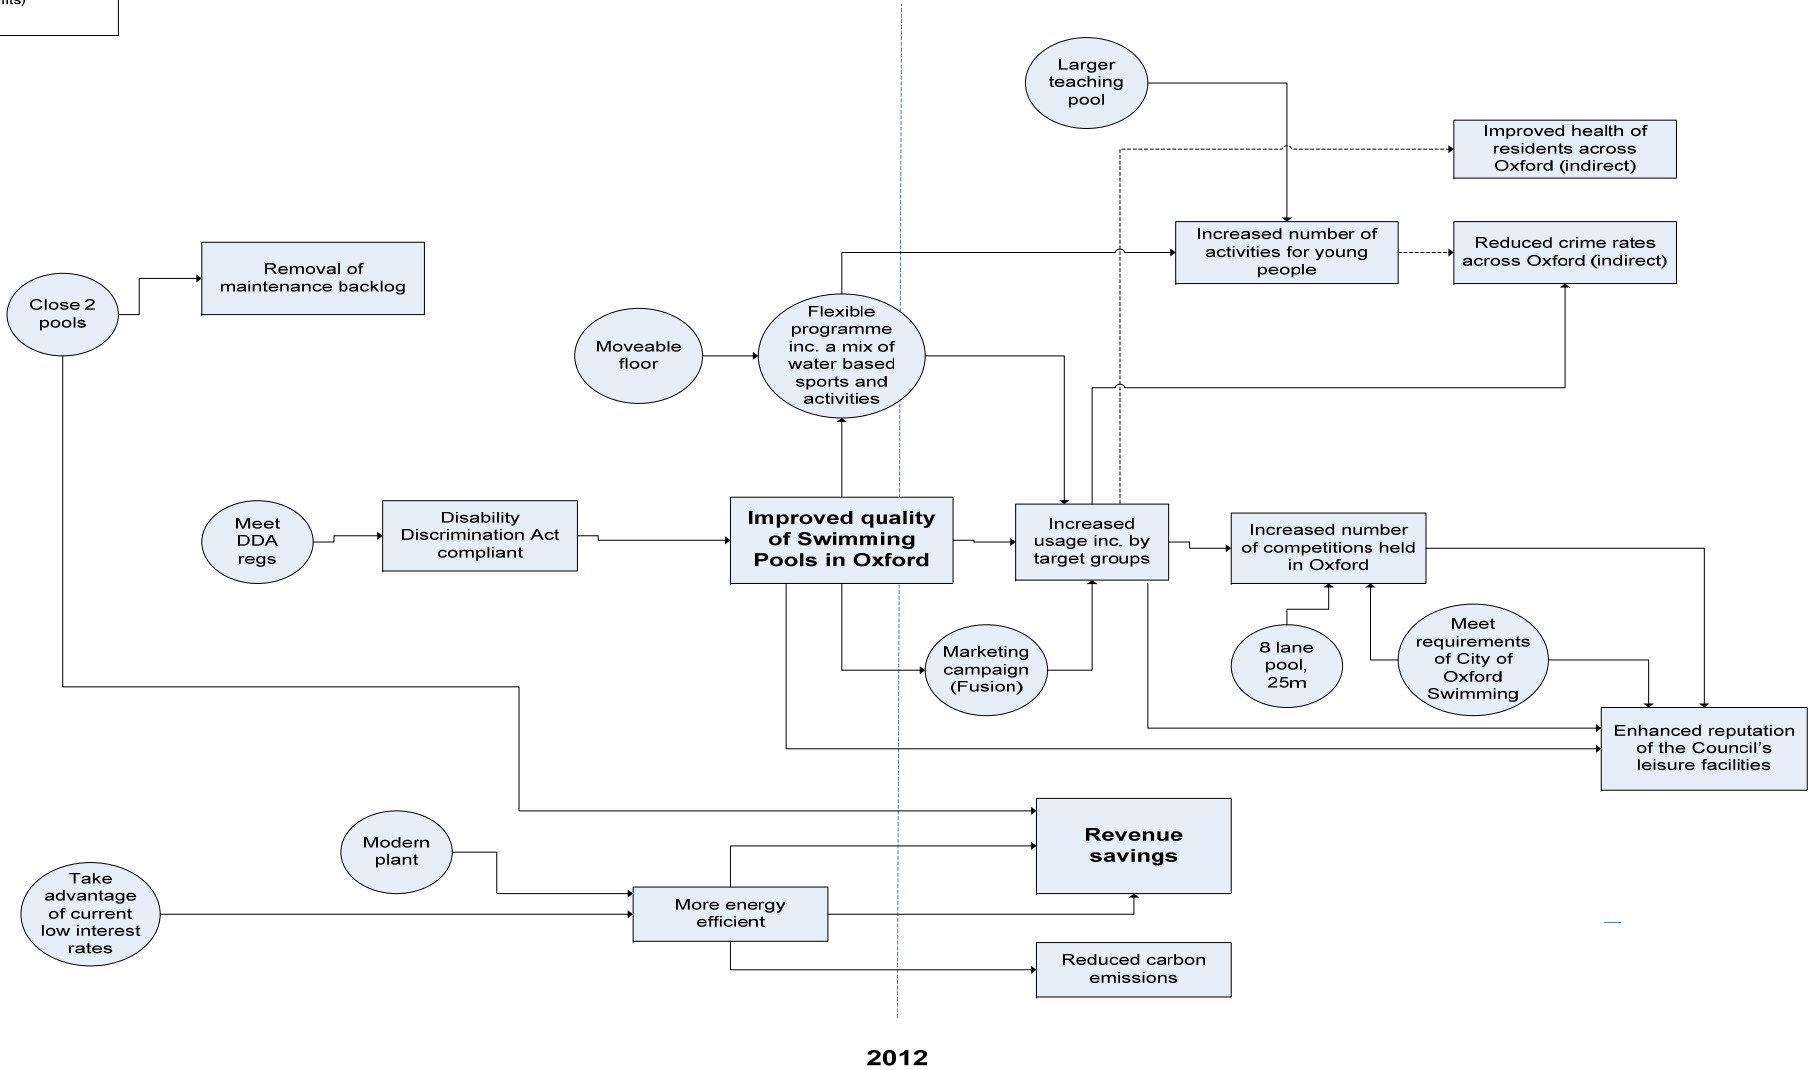 Larger
teaching
pool
Improved health of
residents across
Oxford (indirect)
Increased number of
activities for young
people
Reduced crime rates
across Oxford (indirect)
Removal of
maintenance backlog
Close 2
pools
Moveable
floor
Flexible
programme
inc. a mix of
water based
sports and
activities
Meet
DDA
regs
Disability
Discrimination Act
compliant
Improved quality
of Swimming
Pools in Oxford
Increased
usage inc. by
target groups
Increased number
of competitions held
in Oxford
Marketing
campaign
(Fusion)
8 lane
pool,
25m
Meet
requirements
of City of
Oxford
Swimming
Enhanced reputation
of the Council's
leisure facilities
Modern
plant
Revenue
savings
Take
advantage
of current
low interest
rates
More energy
efficient
Reduced carbon
emissions
2012